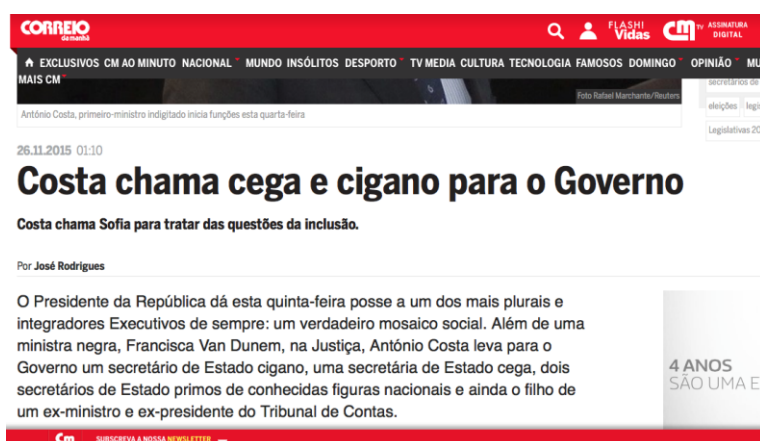 CORREIO
da manhã
FLASH!
Vidas
CM TV
ASSINATURA
DIGITAL
EXCLUSIVOS CM AO MINUTO NACIONAL MUNDO INSÓLITOS DESPORTO TV MEDIA CULTURA TECNOLOGIA FAMOSOS DOMINGO OPINIÃO
MAIS CM
Foto Rafael Marchante/Reuters
António Costa, primeiro-ministro indigitado inicia funções esta quarta-feira
secretários de
eleições
Legislativas
26.11.2015 01:10
Costa chama cega e cigano para o Governo
Costa chama Sofia para tratar das questões da inclusão.
Por José Rodrigues
O Presidente da República dá esta quinta-feira posse a um dos mais plurais e
integradores Executivos de sempre: um verdadeiro mosaico social. Além de uma
ministra negra, Francisca Van Dunem, na Justiça, António Costa leva para o
Governo um secretário de Estado cigano, uma secretária de Estado cega, dois
secretários de Estado primos de conhecidas figuras nacionais e ainda o filho de
um ex-ministro e ex-presidente do Tribunal de Contas.
4 ANOS
SÃO UMA
Cm
SUBSCREVA A NOSSA NEWSLETTER